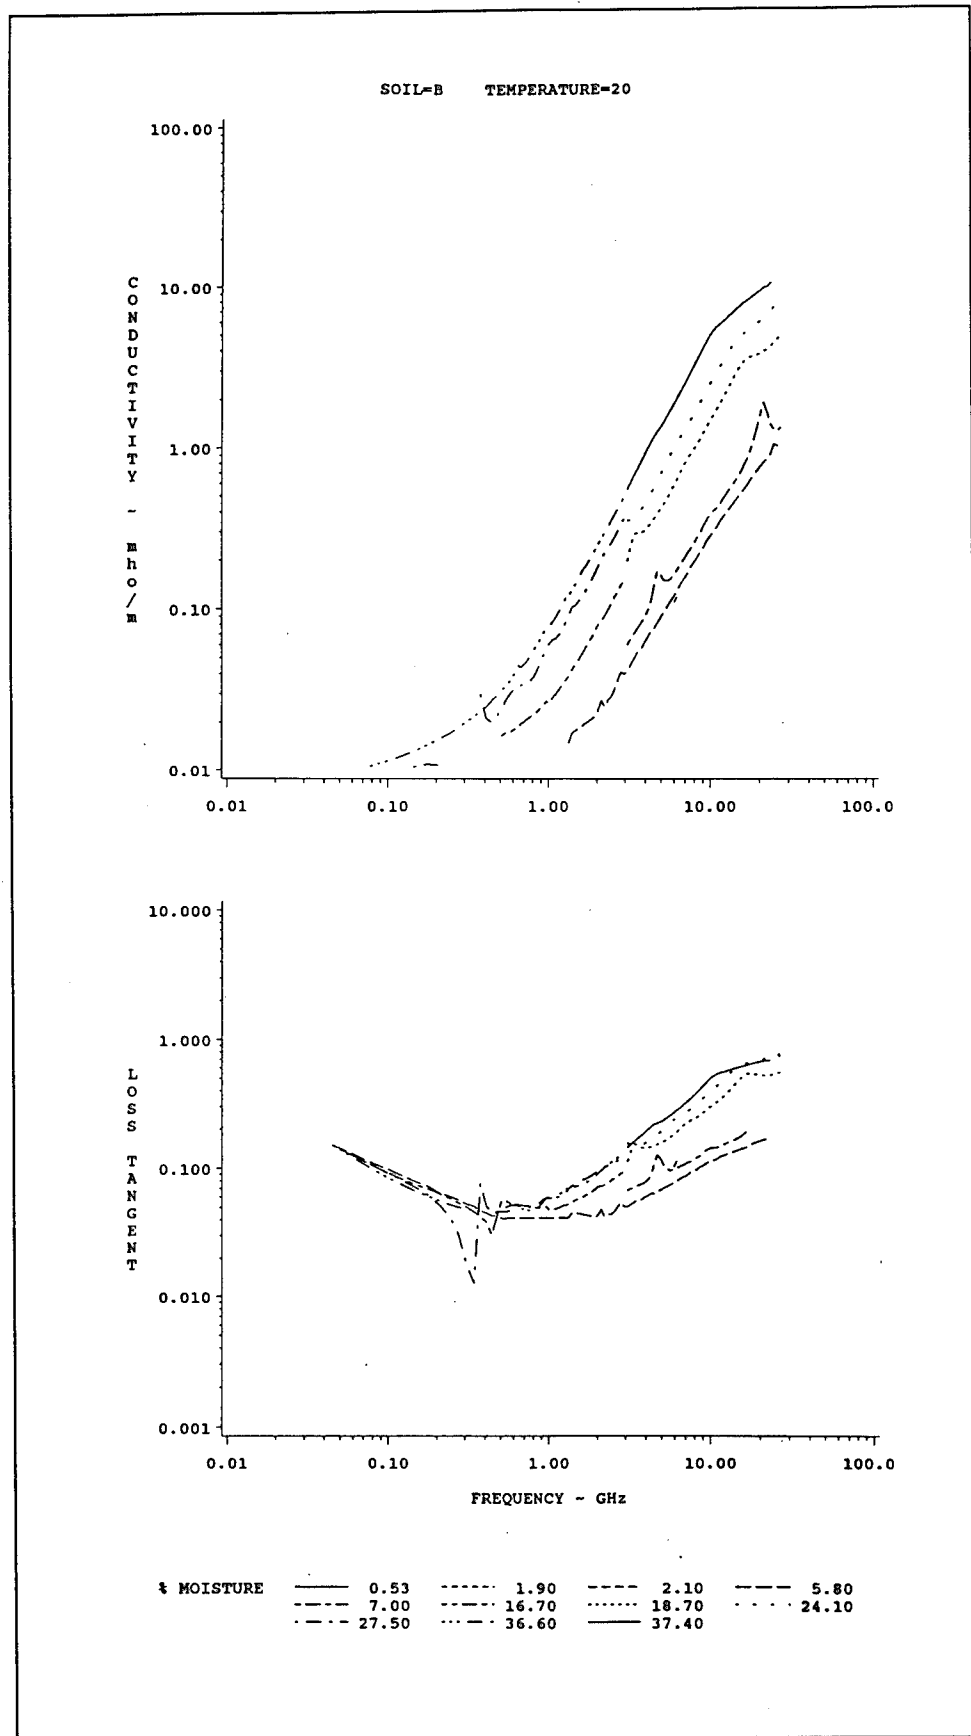 SOIL=B TEMPERATURE=20
100.00
10.00
1.00
0.10
0.01
CONDUCTIVITY ~ mho/m
0.01 0.10 1.00 10.00 100.0
10.000
1.000
0.100
0.010
0.001
LOSS TANGENT
0.01 0.10 1.00 10.00 100.0
FREQUENCY ~ GHz
% MOISTURE 0.53 1.90 2.10 5.80
7.00 16.70 18.70 24.10
27.50 36.60 37.40